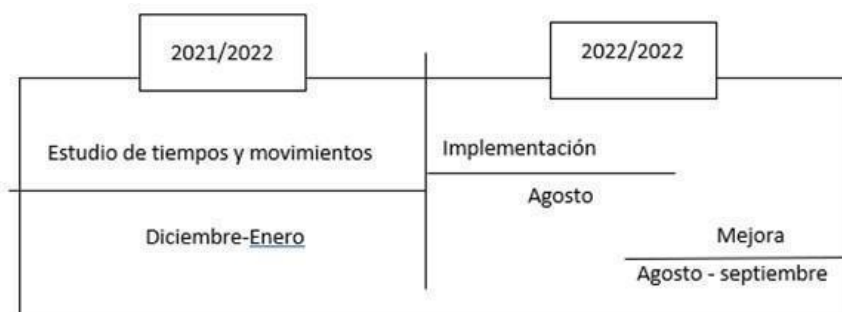 2021/2022
2022/2022
Estudio de tiempos y movimientos
Implementación
Diciembre-Enero
Agosto
Mejora
Agosto - septiembre